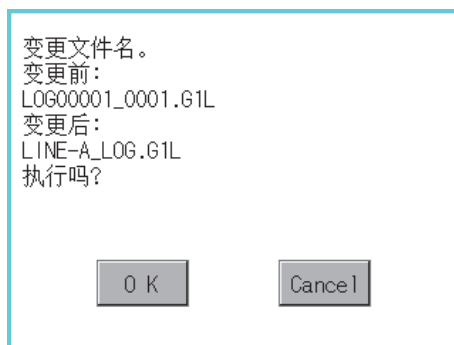 变更文件名。
变更前:
LOG00001_0001.G1L
变更后:
LINE-A_LOG.G1L
执行吗?
O K
Cancel